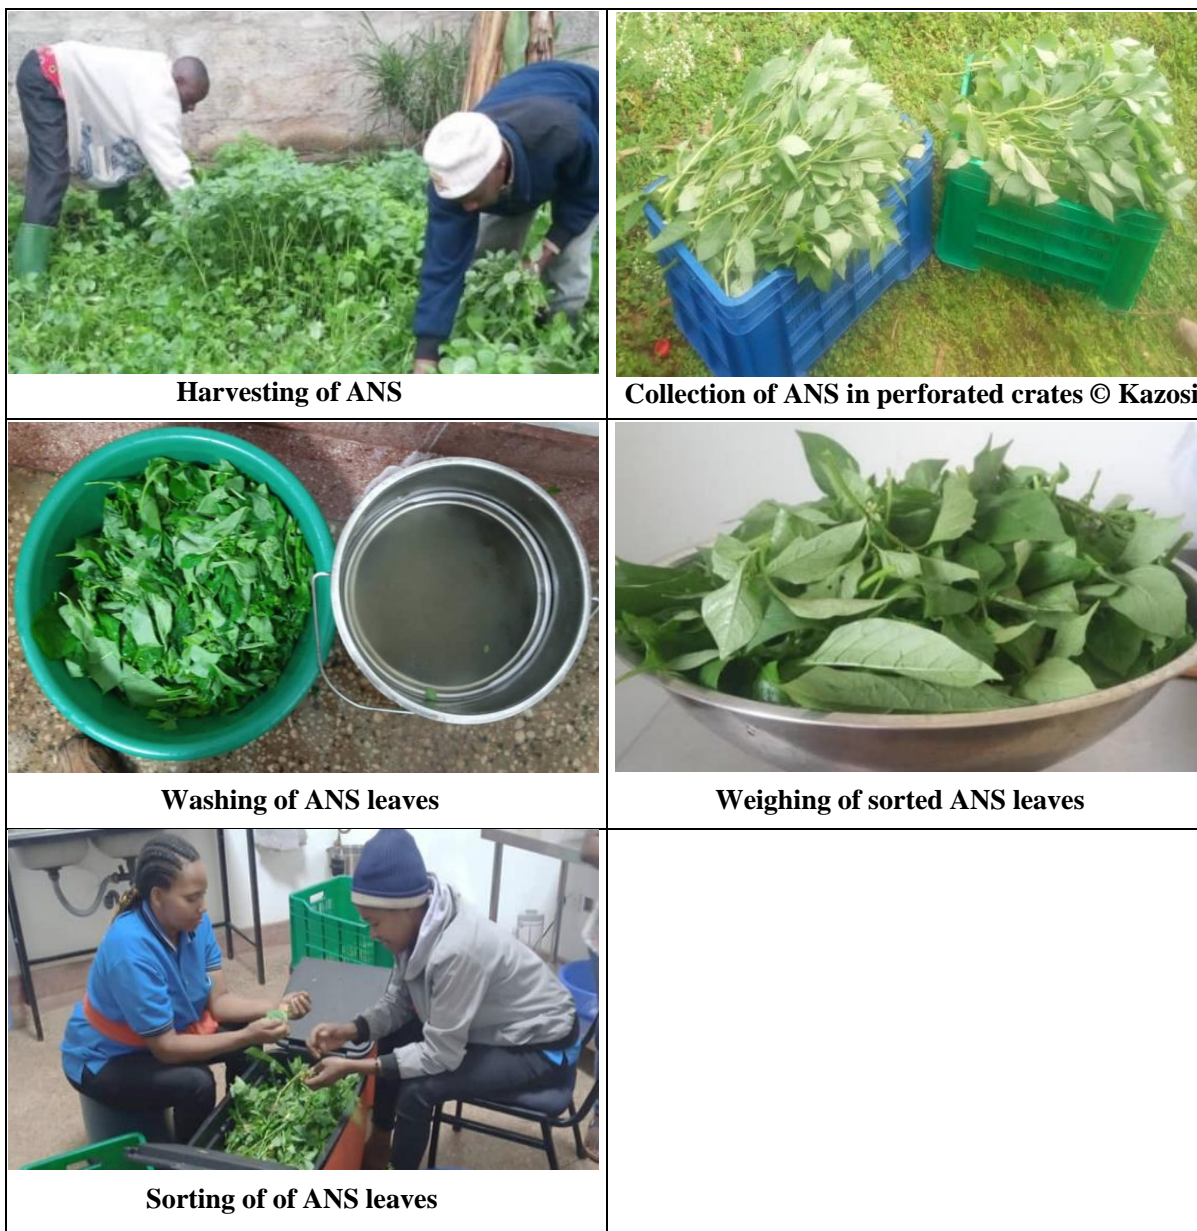 Harvesting of ANS
Collection of ANS in perforated crates © Kazosi
Washing of ANS leaves
Weighing of sorted ANS leaves
Sorting of of ANS leaves